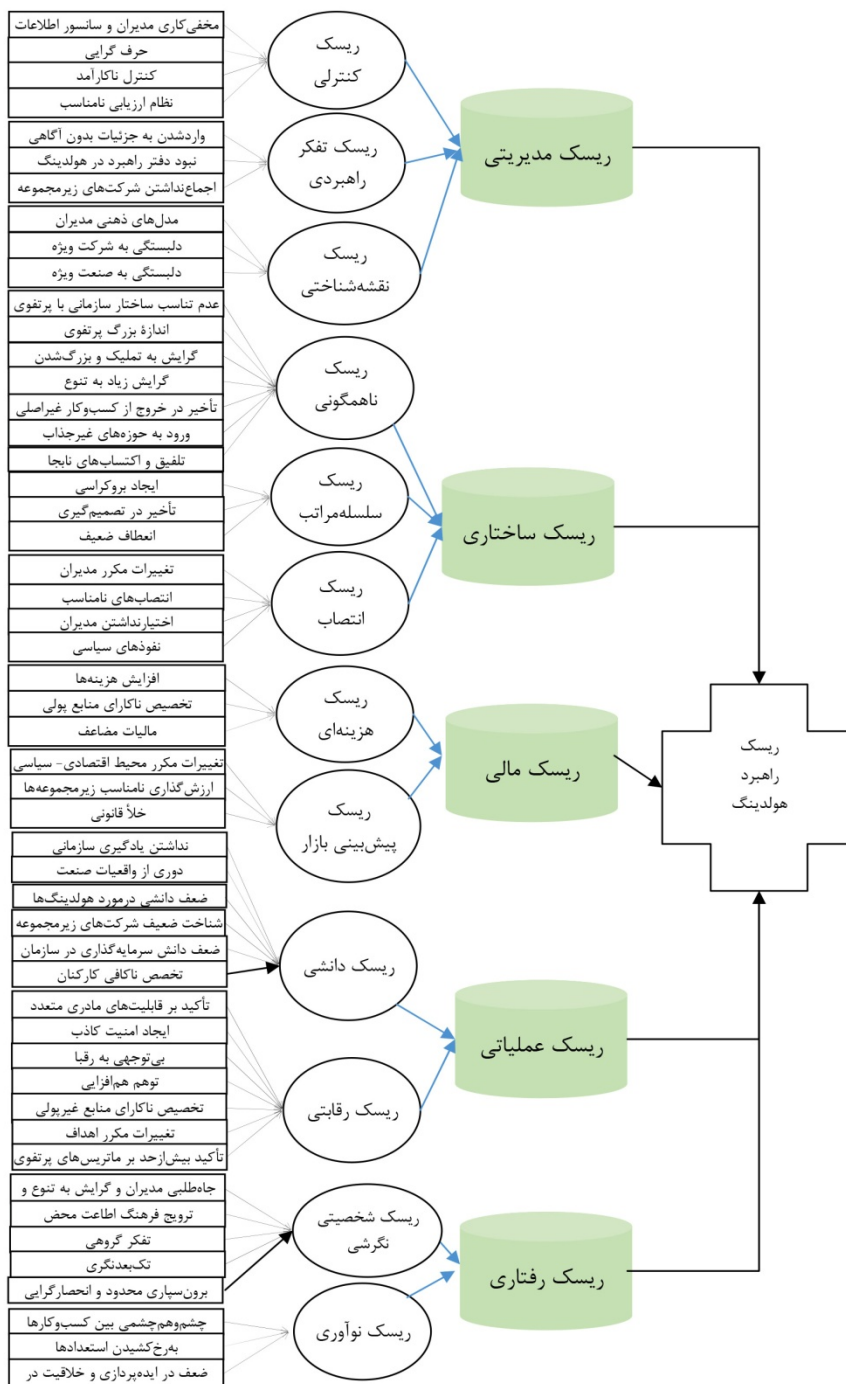 مخفی‌کاری مدیران و سانسور اطلاعات
حرف گرایی
کنترل ناکارآمد
نظام ارزیابی نامناسب
ریسک
کنترلی
واردشدن به جزئیات بدون آگاهی
نبود دفتر راهبرد در هولدینگ
اجماع‌نداشتن شرکت‌های زیرمجموعه
ریسک تفکر
راهبردی
مدل‌های ذهنی مدیران
دلبستگی به شرکت ویژه
دلبستگی به صنعت ویژه
ریسک
نقشه‌شناختی
ریسک مدیریتی
عدم تناسب ساختار سازمانی با پرتفوی
اندازهٔ بزرگ پرتفوی
گرایش به تملیک و بزرگ‌شدن
گرایش زیاد به تنوع
تأخیر در خروج از کسب‌وکار غیراصلی
ورود به حوزه‌های غیرجذاب
تلفیق و اکتساب‌های نابجا
ریسک
ناهمگونی
ایجاد بروکراسی
تأخیر در تصمیم‌گیری
انعطاف ضعیف
ریسک
سلسله‌مراتب
تغییرات مکرر مدیران
انتصاب‌های نامناسب
اختیارنداشتن مدیران
نفوذهای سیاسی
ریسک
انتصاب
ریسک ساختاری
افزایش هزینه‌ها
تخصیص ناکارای منابع پولی
مالیات مضاعف
ریسک
هزینه‌ای
تغییرات مکرر محیط اقتصادی- سیاسی
ارزش‌گذاری نامناسب زیرمجموعه‌ها
خلأ قانونی
ریسک
پیش‌بینی بازار
ریسک مالی
نداشتن یادگیری سازمانی
دوری از واقعیات صنعت
ضعف دانشی درمورد هولدینگ‌ها
شناخت ضعیف شرکت‌های زیرمجموعه
ضعف دانش سرمایه‌گذاری در سازمان
تخصص ناکافی کارکنان
ریسک دانشی
تأکید بر قابلیت‌های مادری متعدد
ایجاد امنیت کاذب
بی‌توجهی به رقبا
توهم هم‌افزایی
تخصیص ناکارای منابع غیرپولی
تغییرات مکرر اهداف
تأکید بیش‌ازحد بر ماتریس‌های پرتفوی
ریسک رقابتی
ریسک عملیاتی
جاه‌طلبی مدیران و گرایش به تنوع و
ترویج فرهنگ اطاعت محض
تفکر گروهی
تک‌بعدنگری
برون‌سپاری محدود و انحصارگرایی
ریسک شخصیتی
نگرشی
چشم‌وهم‌چشمی بین کسب‌وکارها
به‌رخ‌کشیدن استعدادها
ضعف در ایده‌پردازی و خلاقیت در
ریسک نوآوری
ریسک رفتاری
ریسک
راهبرد
هولدینگ